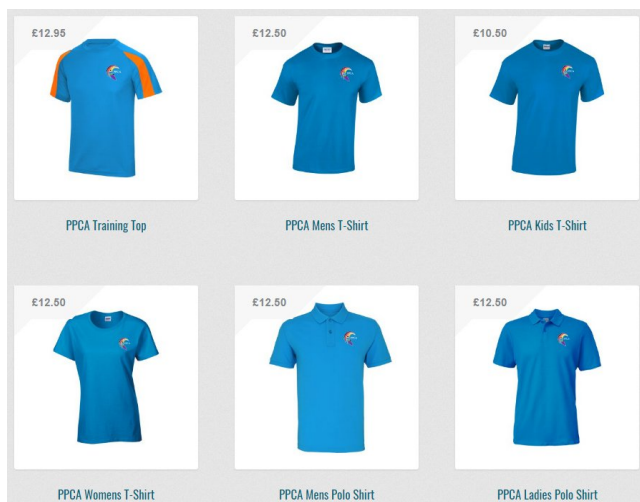 £12.95
£12.50
£10.50
PPCA Training Top
PPCA Mens T-Shirt
PPCA Kids T-Shirt
£12.50
£12.50
£12.50
PPCA Womens T-Shirt
PPCA Mens Polo Shirt
PPCA Ladies Polo Shirt